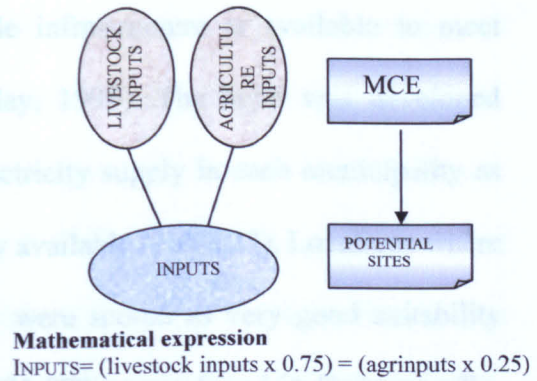 LIVESTOCK
INPUTS
AGRICULTU
RE
INPUTS
MCE
INPUTS
POTENTIAL
SITES
Mathematical expression
INPUTS= (livestock inputs x 0.75) = (agrinputs x 0.25)